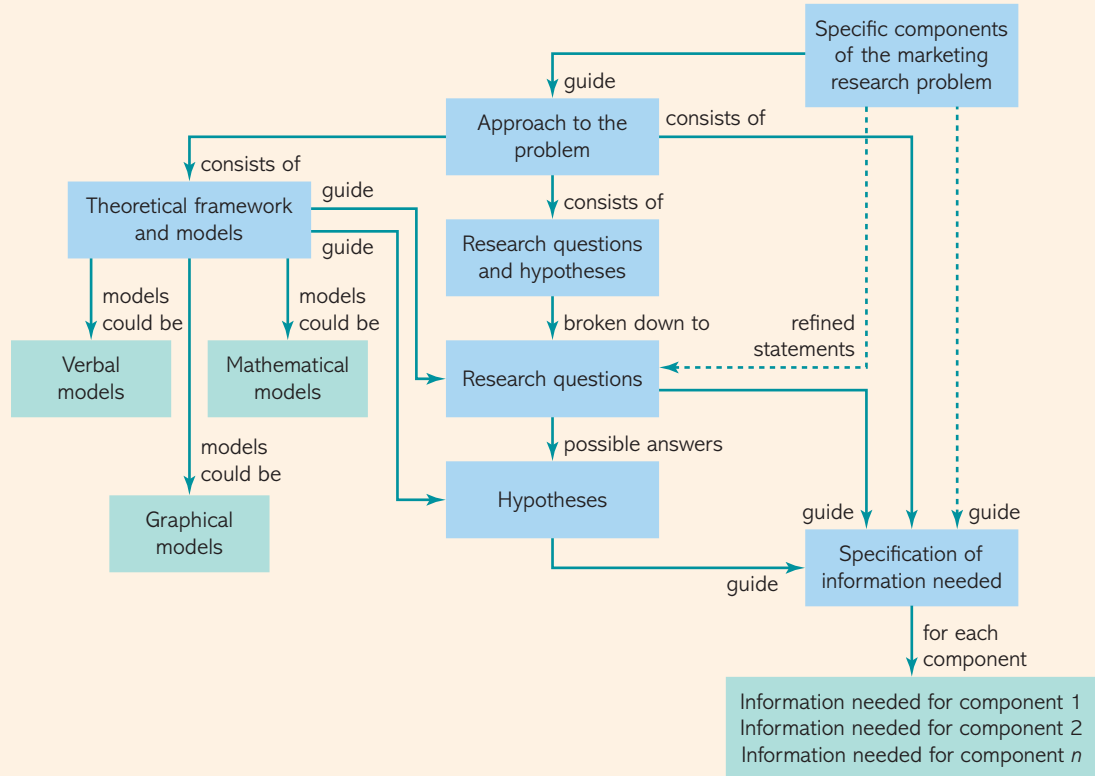 Specific components
of the marketing
research problem
guide
Approach to the
problem
consists of
consists of
Theoretical framework
and models
guide
guide
consists of
Research questions
and hypotheses
models
could be
models
could be
broken down to
refined
statements
Verbal
models
Mathematical
models
Research questions
models
could be
possible answers
Graphical
models
Hypotheses
guide
guide
Specification of
information needed
guide
for each
component
Information needed for component 1
Information needed for component 2
Information needed for component n